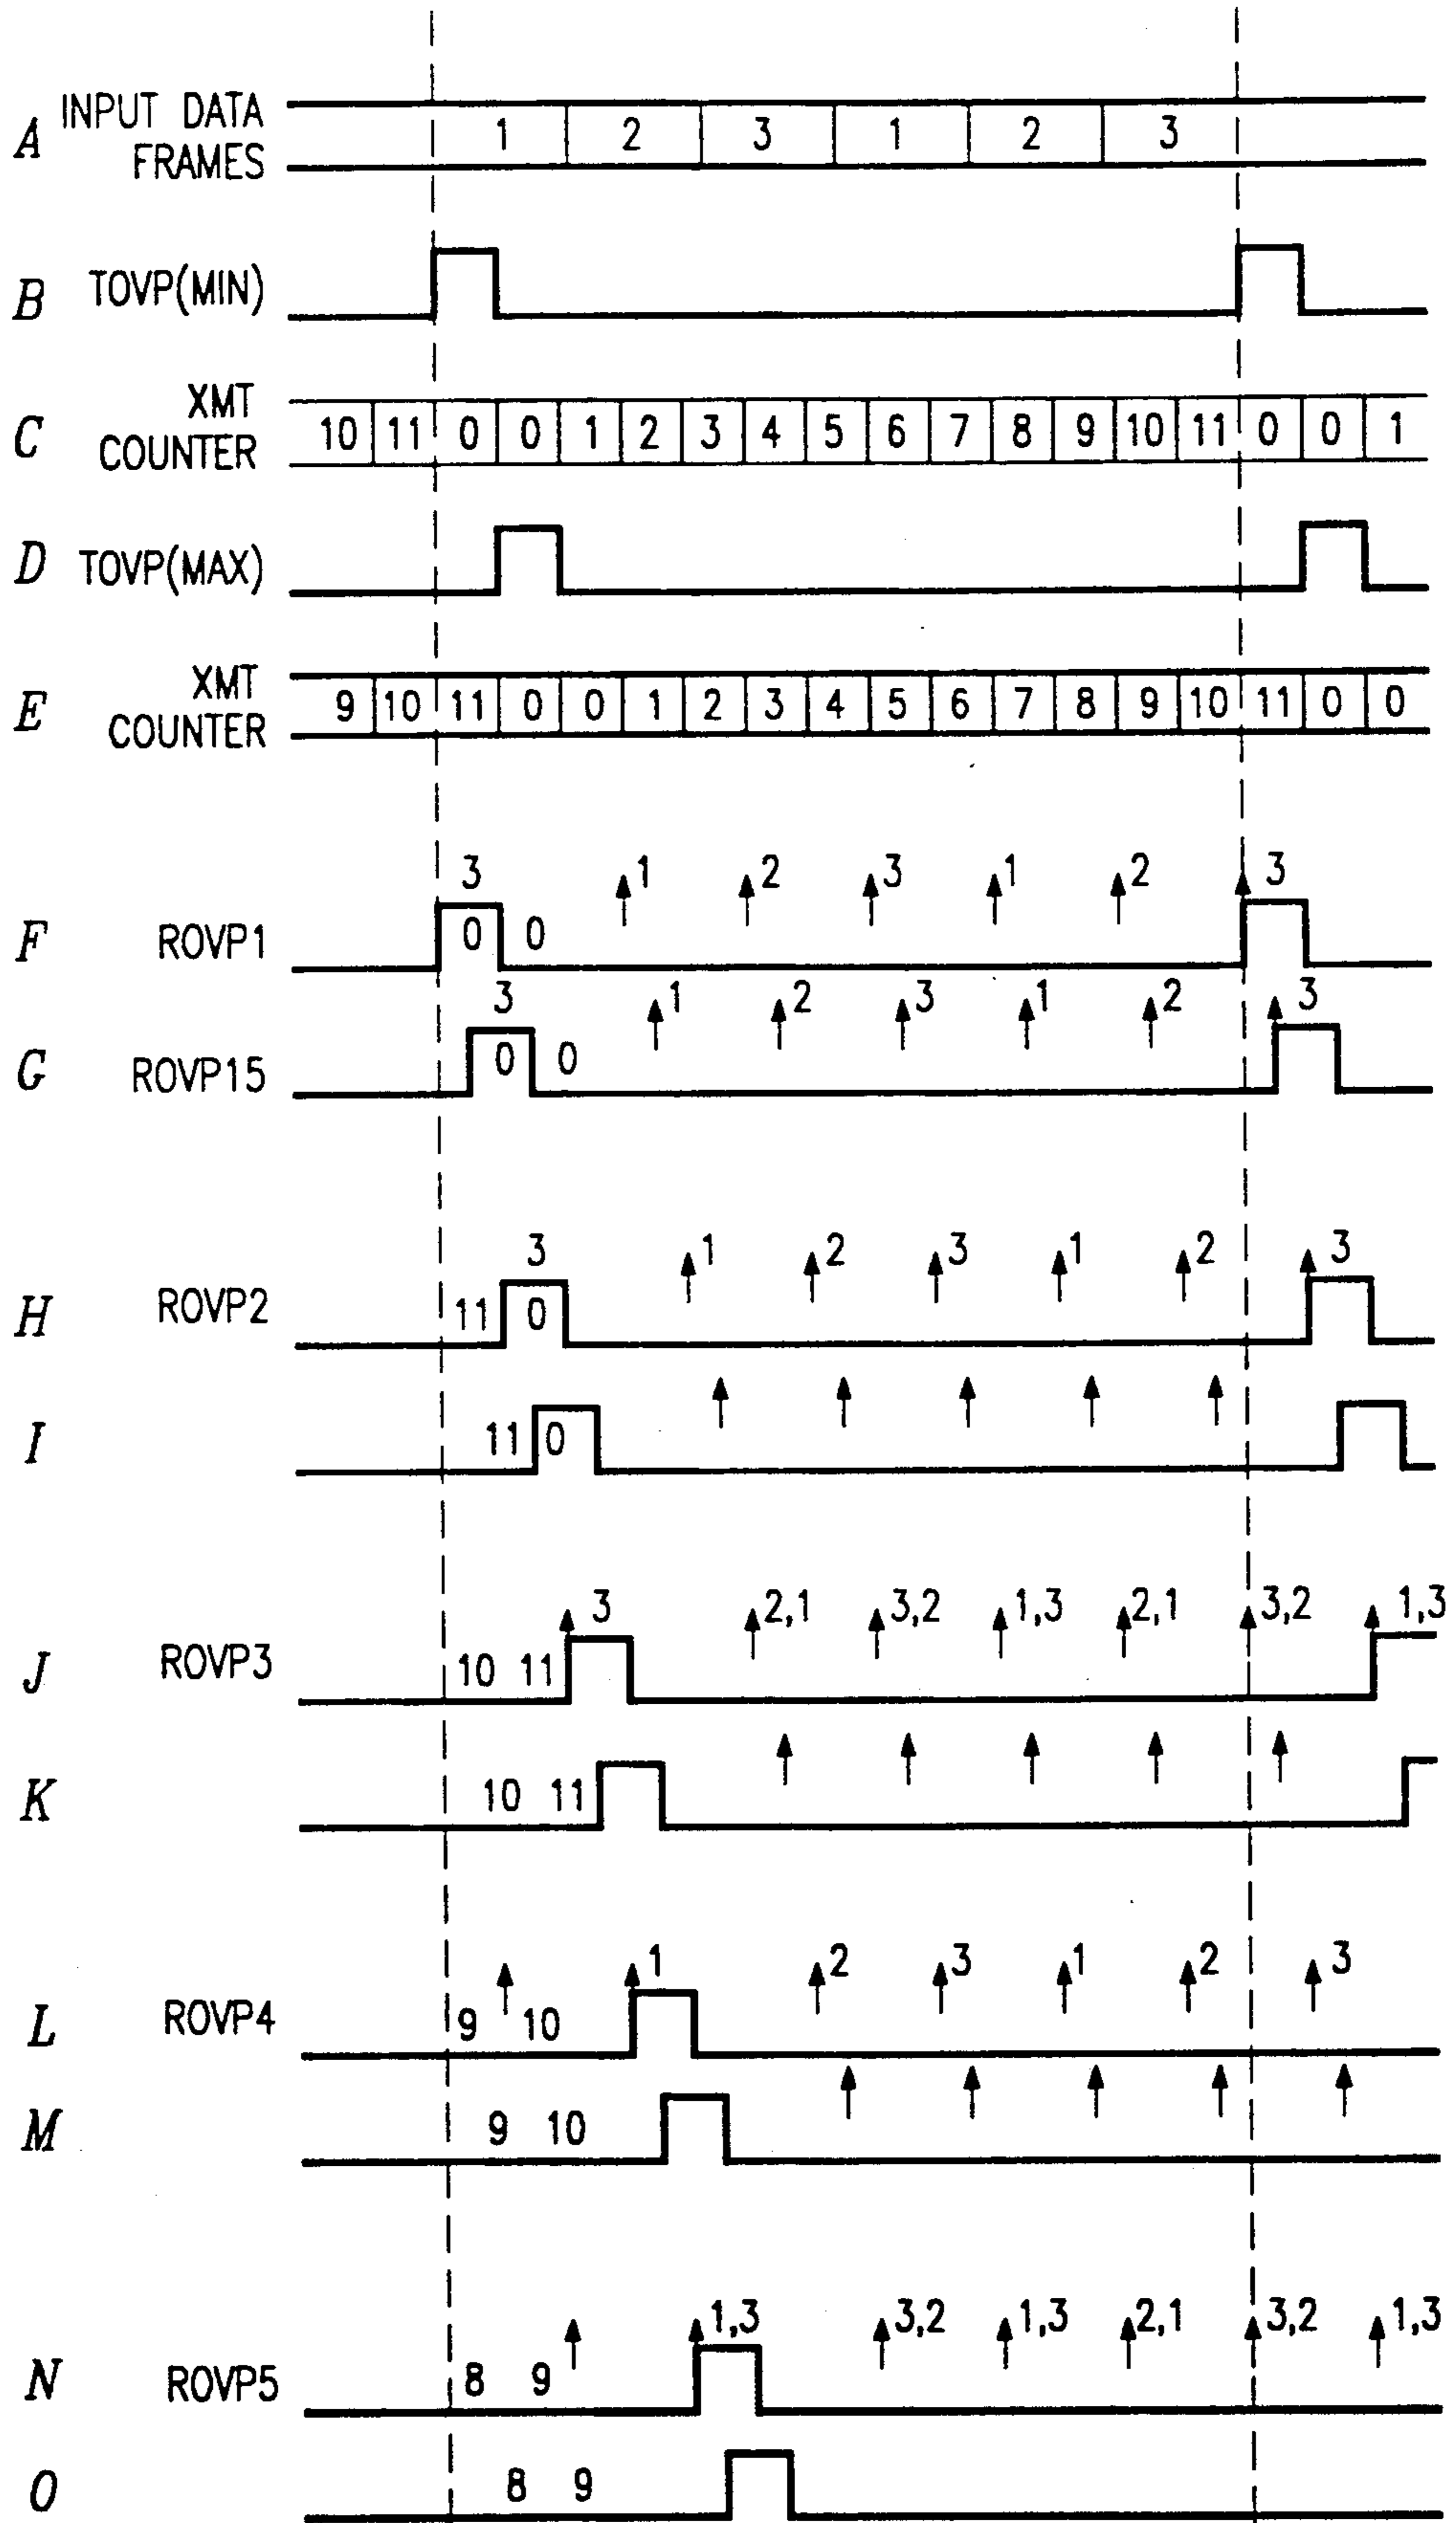 A INPUT DATA FRAMES 1 2 3 1 2 3
B TOVP(MIN)
C XMT COUNTER 10 11 0 0 1 2 3 4 5 6 7 8 9 10 11 0 0 1
D TOVP(MAX)
E XMT COUNTER 9 10 11 0 0 1 2 3 4 5 6 7 8 9 10 11 0 0
3 1 2 3 1 2 3
F ROVP1 0 0
3 1 2 3 1 2 3
G ROVP15 0 0
3 1 2 3 1 2 3
H ROVP2 11 0
I 11 0
3 2,1 3,2 1,3 2,1 3,2 1,3
J ROVP3 10 11
K 10 11
1 2 3 1 2 3
L ROVP4 9 10
M 9 10
1,3 3,2 1,3 2,1 3,2 1,3
N ROVP5 8 9
O 8 9